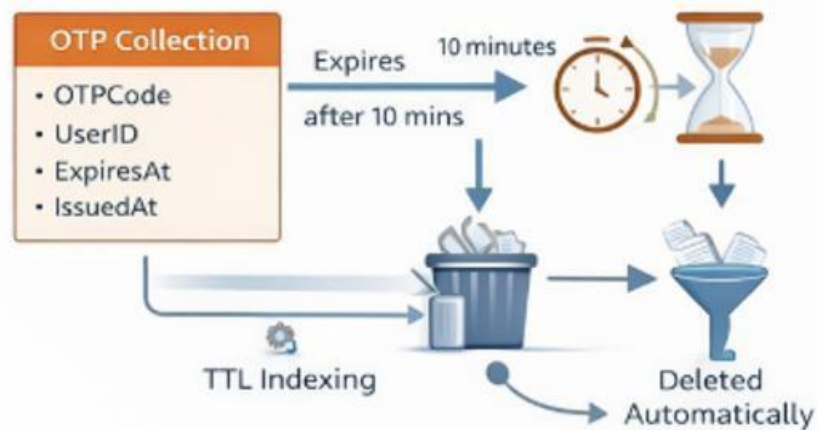 OTP Collection
• OTPCode
• UserID
• ExpiresAt
• IssuedAt
Expires
after 10 mins
10 minutes
TTL Indexing
Deleted
Automatically